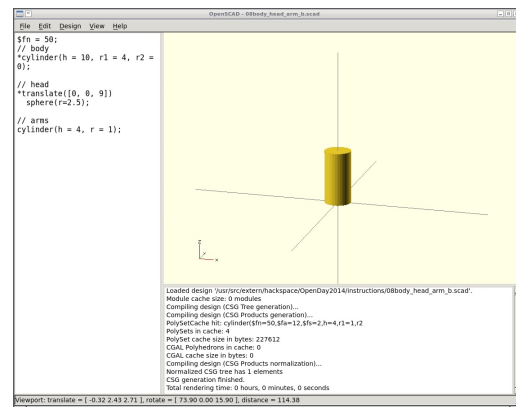 OpenSCAD - 08body_head_arm_b.scad
File Edit Design View Help
$fn = 50;
// body
*cylinder(h = 10, r1 = 4, r2 =
0);
// head
*translate([0, 0, 9])
sphere(r=2.5);
// arms
cylinder(h = 4, r = 1);
z
y
x
Loaded design '/usr/src/extern/hackspace/OpenDay2014/instructions/08body_head_arm_b.scad'.
Module cache size: 0 modules
Compiling design (CSG Tree generation)...
Compiling design (CSG Products generation)...
PolySetCache hit: cylinder($fn=50,$fa=12,$fs=2,h=4,r1=1,r2
PolySets in cache: 4
PolySet cache size in bytes: 227612
CGAL Polyhedrons in cache: 0
CGAL cache size in bytes: 0
Compiling design (CSG Products normalization)...
Normalized CSG tree has 1 elements
CSG generation finished.
Total rendering time: 0 hours, 0 minutes, 0 seconds
Viewport: translate = [ -0.32 2.43 2.71 ], rotate = [ 73.90 0.00 15.90 ], distance = 114.38